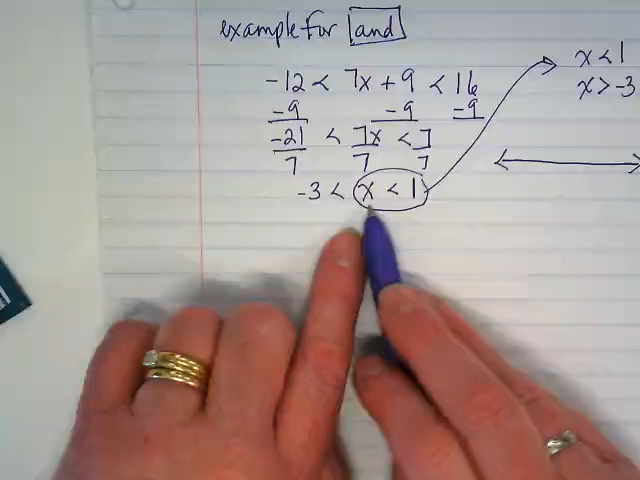 example for and
-12 < 7x + 9 < 16
-9 -9 -9
-21 < 7x < 7
7 7 7
-3 < x < 1
x < 1
x > -3